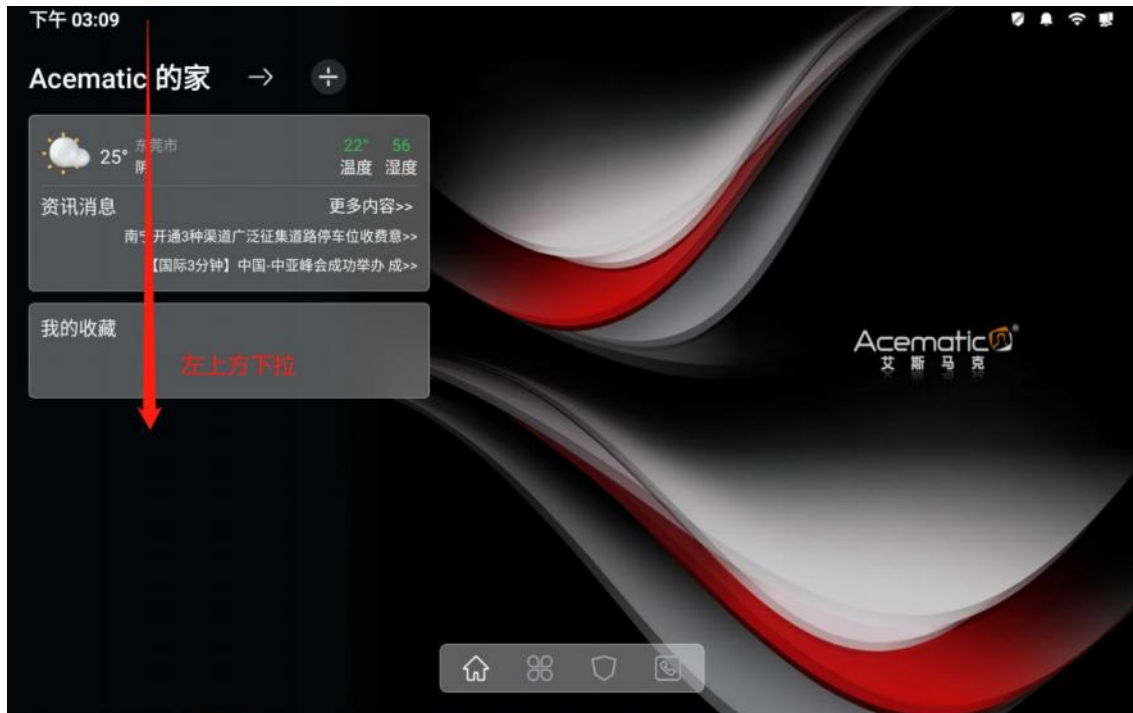 下午 03:09
Acematic 的家
25° 东莞市 22° 56
阴 温度 湿度
资讯消息 更多内容>>
南宁开通3种渠道广泛征集道路停车位收费意>>
【国际3分钟】中国-中亚峰会成功举办 成>>
我的收藏
左上方下拉
Acematic®
艾斯马克